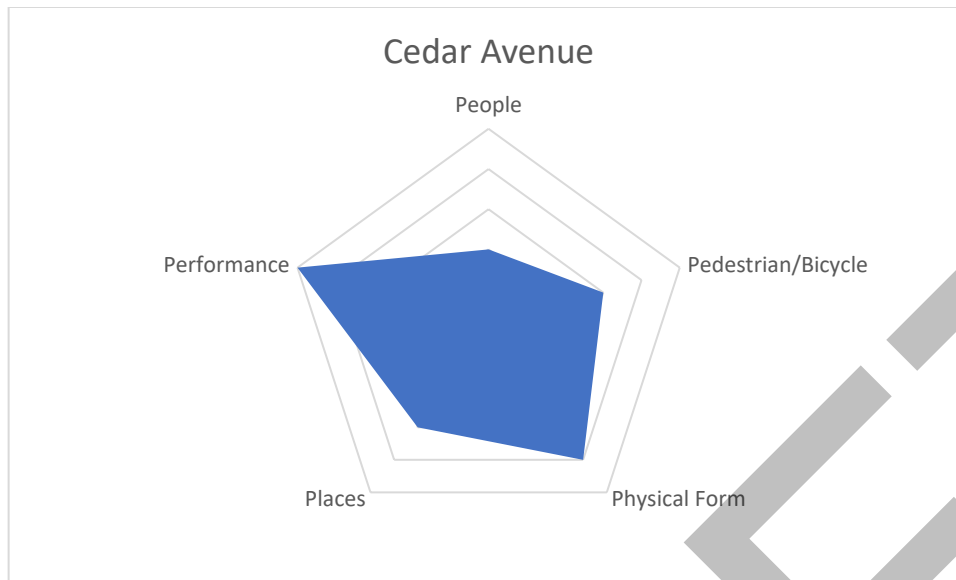 Cedar Avenue
People
Pedestrian/Bicycle
Performance
Places
Physical Form